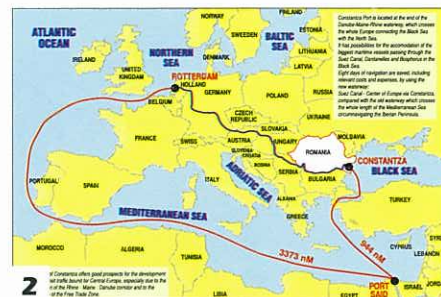 ATLANTIC
OCEAN
NORWAY
FINLAND
SWEDEN
BALTIC
SEA
ESTONIA
LATVIA
LITHUANIA
RUSSIA
NORTHERN
SEA
DENMARK
IRELAND
UNITED
KINGDOM
ROTTERDAM
HOLLAND
BELGIUM
GERMANY
POLAND
CZECH
REPUBLIC
SLOVAKIA
UKRAINE
FRANCE
SWISS
AUSTRIA
HUNGARY
MOLDAVIA
SLOVENIA
CROATIA
BOSNIA
ROMANIA
SERBIA
BULGARIA
CONSTANTZA
BLACK SEA
ADRIATIC SEA
ITALY
ALBANIA
GREECE
TURKEY
PORTUGAL
SPAIN
MEDITERRANEAN SEA
MOROCCO
ALGERIA
TUNISIA
LIBYA
3373 nM
944 nM
CYPRUS
SYRIA
LEBANON
ISRAEL
PORT
SAID
Constantza Port is located at the end of the
Danube-Maine-Rhine waterway, which crosses
the whole Europe connecting the Black Sea
with the North Sea.
It has possibilities for the accommodation of the
biggest maritime vessels passing through the
Suez Canal, Dardanelles and Bosphorus in the
Black Sea.
Eight days of navigation are saved, including
relevant costs and expenses, by using the
new waterway:
Suez Canal - Center of Europe via Constantza,
compared with the old waterway which crosses
the whole length of the Mediterranean Sea
circumnavigating the Iberian Peninsula.
2
of Constantza offers good prospects for the development
traffic bound for Central Europe, especially due to the
of the Rhine - Maine - Danube corridor and to the
of the Free Trade Zone.